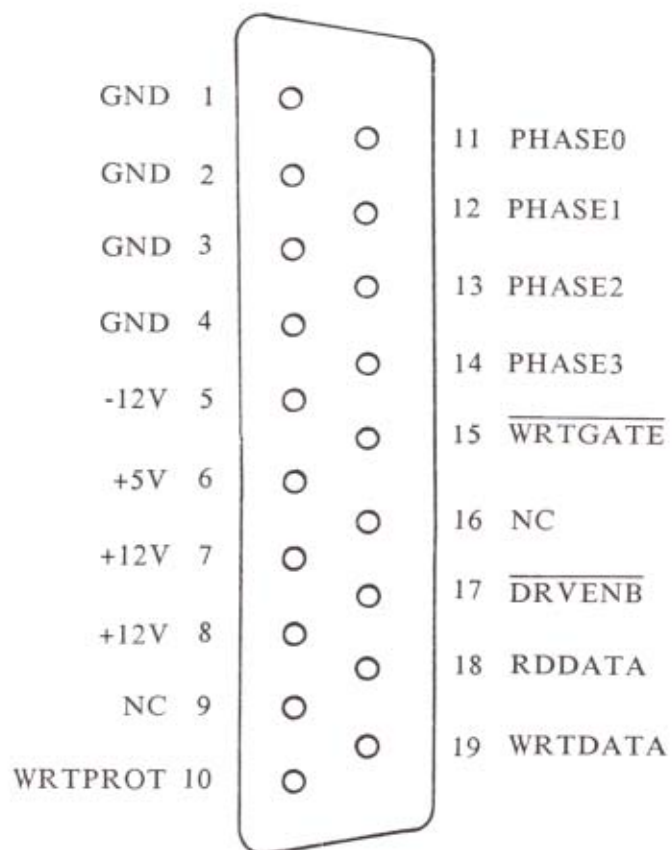 GND 1
GND 2
GND 3
GND 4
-12V 5
+5V 6
+12V 7
+12V 8
NC 9
WRTPROT 10
11 PHASE0
12 PHASE1
13 PHASE2
14 PHASE3
15 WRTGATE
16 NC
17 DRVENB
18 RDDATA
19 WRTDATA